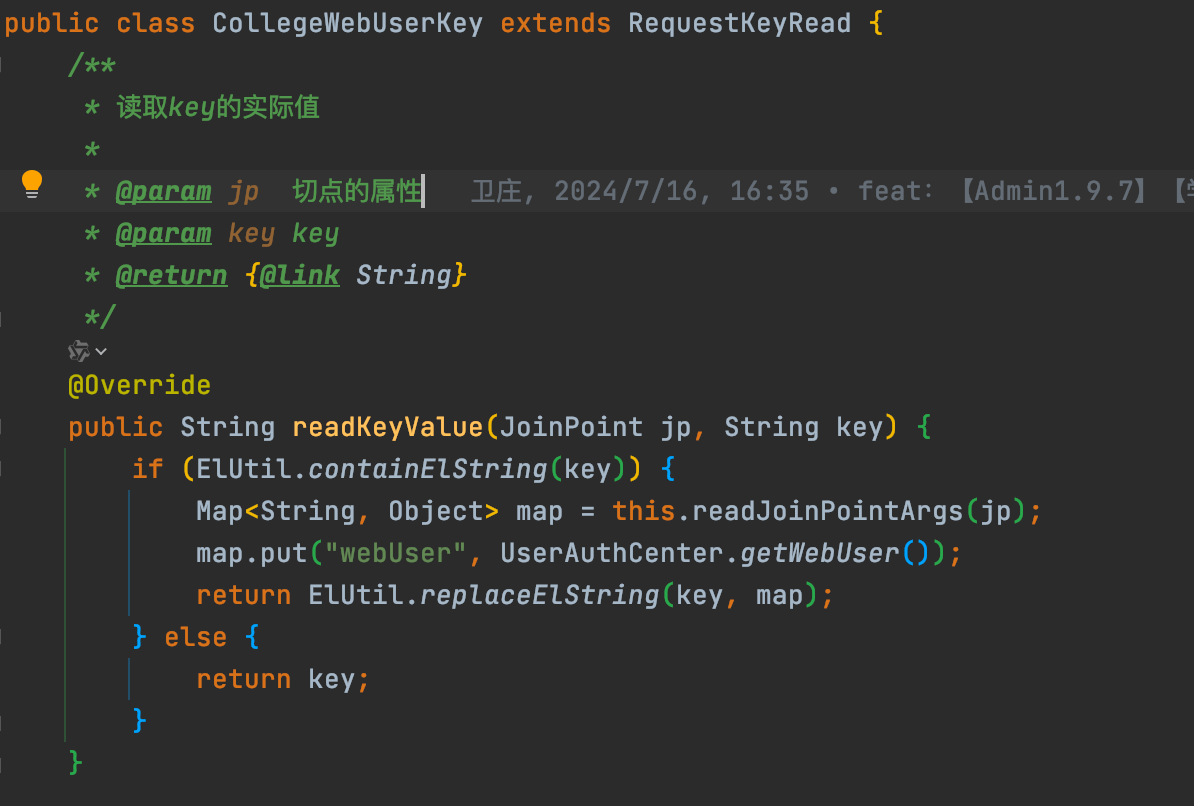 public class CollegeWebUserKey extends RequestKeyRead {
/**
* 读取key的实际值
*
* @param jp 切点的属性 卫庄, 2024/7/16, 16:35 • feat: 【Admin1.9.7】【
* @param key key
* @return {@link String}
*/
@Override
public String readKeyValue(JoinPoint jp, String key) {
if (ElUtil.containElString(key)) {
Map<String, Object> map = this.readJoinPointArgs(jp);
map.put("webUser", UserAuthCenter.getWebUser());
return ElUtil.replaceElString(key, map);
} else {
return key;
}
}